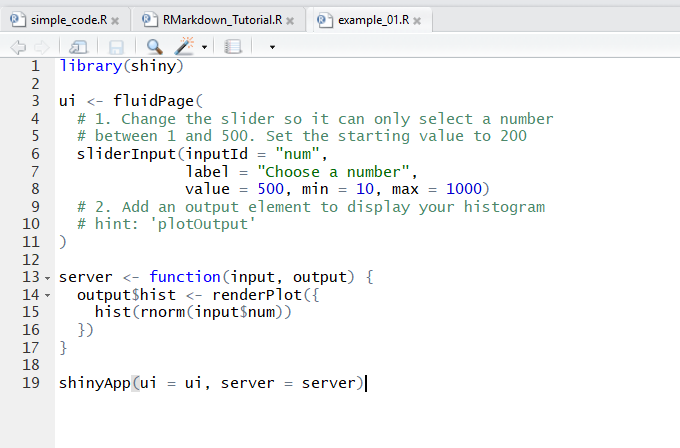 simple_code.R
RMarkdown_Tutorial.R
example_01.R
1 library(shiny)
2
3 ui <- fluidPage(
4   # 1. Change the slider so it can only select a number
5   # between 1 and 500. Set the starting value to 200
6   sliderInput(inputId = "num",
7               label = "Choose a number",
8               value = 500, min = 10, max = 1000)
9   # 2. Add an output element to display your histogram
10   # hint: 'plotOutput'
11 )
12
13 server <- function(input, output) {
14   output$hist <- renderPlot({
15     hist(rnorm(input$num))
16   })
17 }
18
19 shinyApp(ui = ui, server = server)